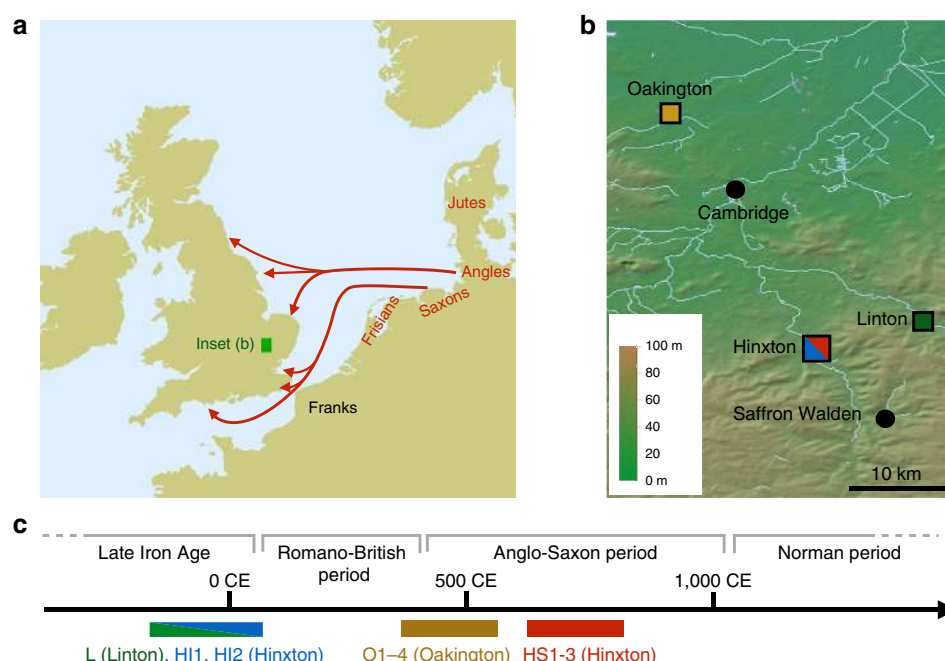 a
Jutes
Angles
Saxons
Frisians
Inset (b)
Franks
b
Oakington
Cambridge
Linton
Hinxton
Saffron Walden
100 m
80
60
40
20
0 m
10 km
c
Late Iron Age
Romano-British
period
Anglo-Saxon period
Norman period
0 CE
500 CE
1,000 CE
L (Linton), HI1, HI2 (Hinxton)
O1–4 (Oakington)
HS1-3 (Hinxton)